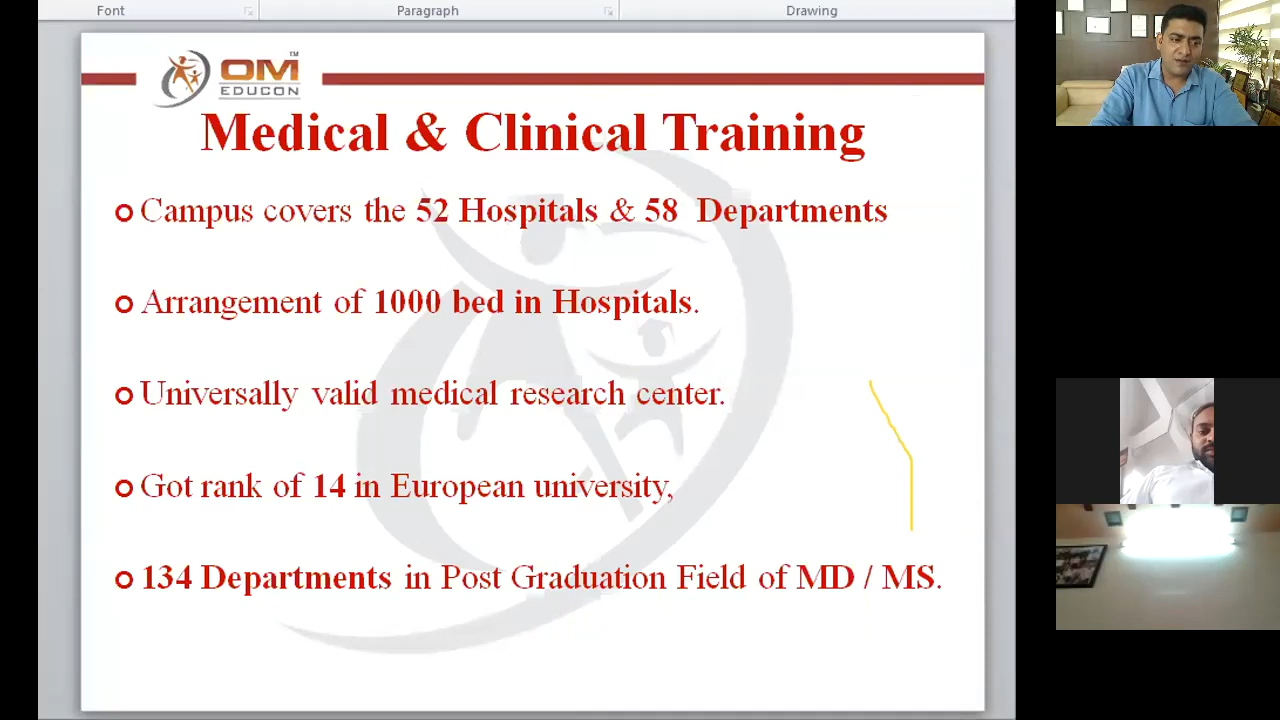 Font Paragraph Drawing
OM™
EDUCON
Medical & Clinical Training
Campus covers the 52 Hospitals & 58 Departments
Arrangement of 1000 bed in Hospitals.
Universally valid medical research center.
Got rank of 14 in European university,
134 Departments in Post Graduation Field of MD / MS.